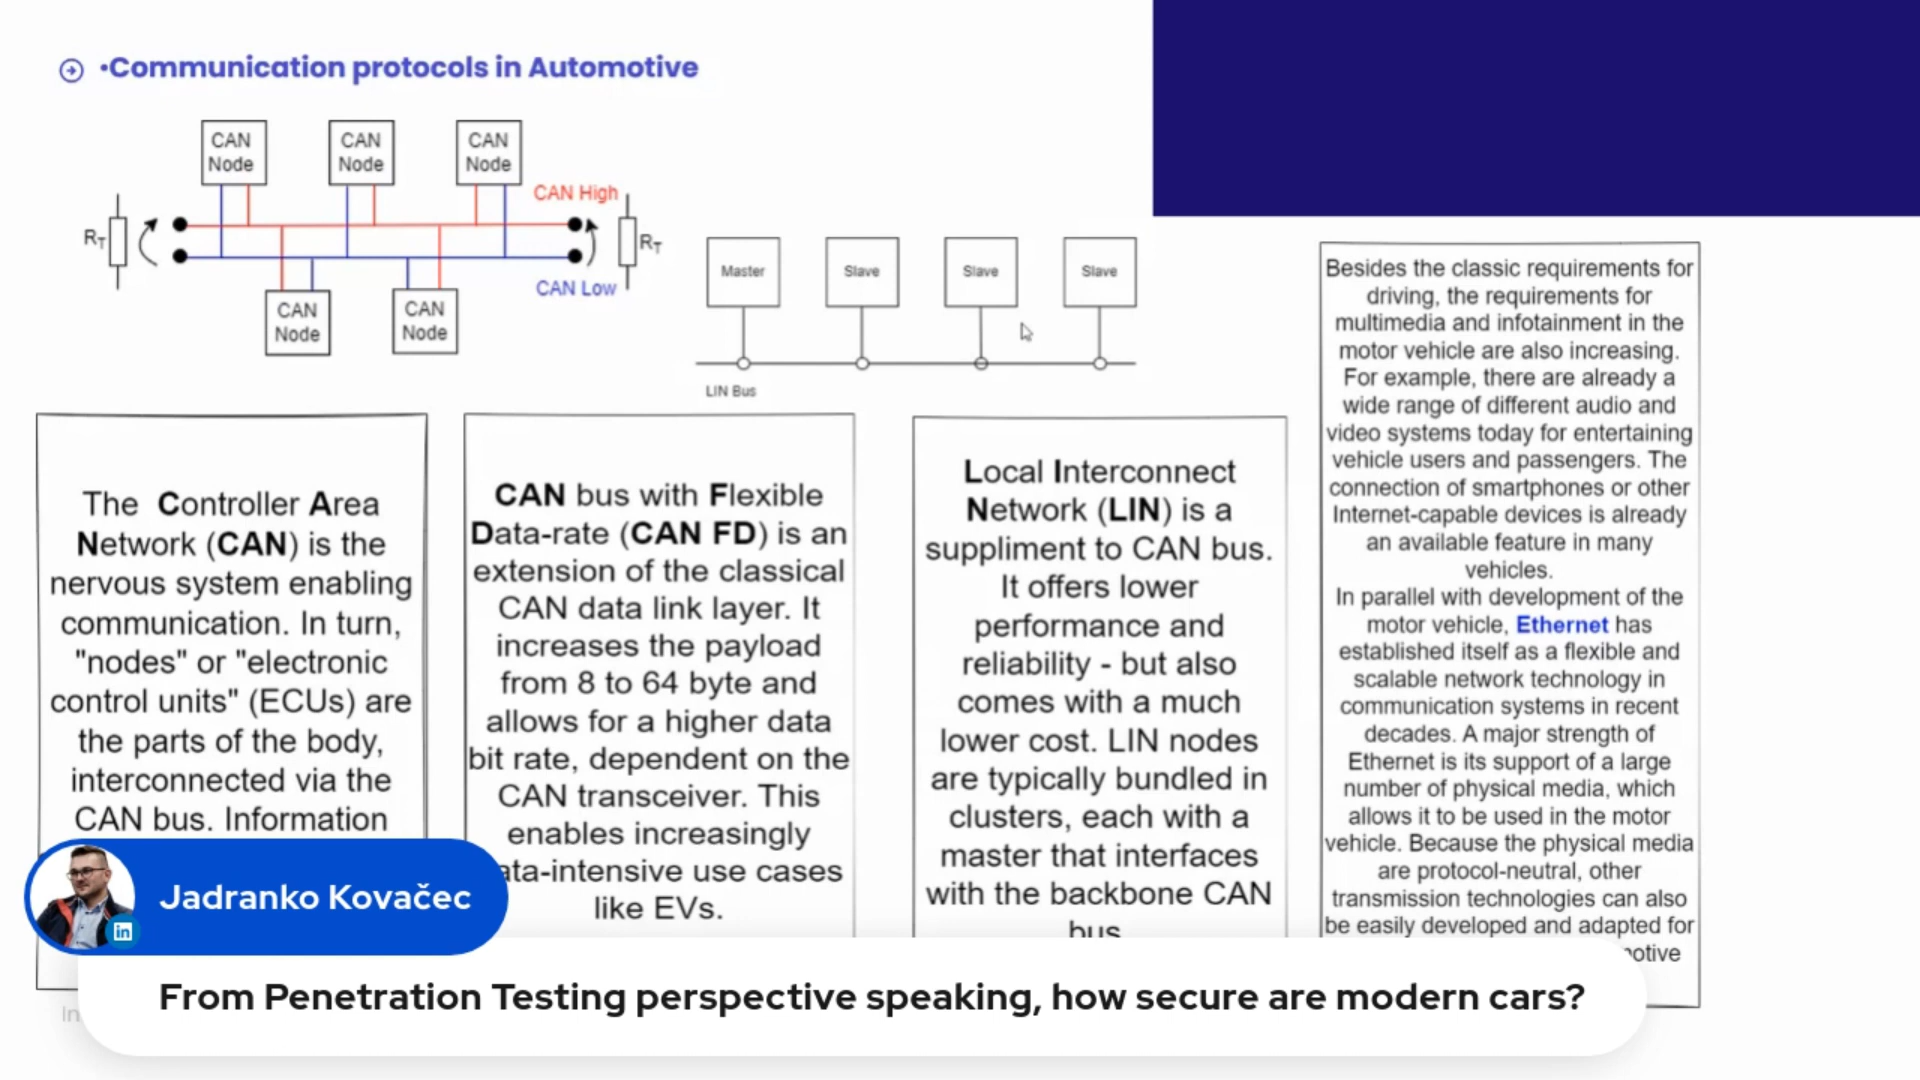 •Communication protocols in Automotive
CAN
Node
CAN
Node
CAN
Node
CAN High
RT
RT
CAN Low
CAN
Node
CAN
Node
Master
Slave
Slave
Slave
LIN Bus
The Controller Area
Network (CAN) is the
nervous system enabling
communication. In turn,
"nodes" or "electronic
control units" (ECUs) are
the parts of the body,
interconnected via the
CAN bus. Information
CAN bus with Flexible
Data-rate (CAN FD) is an
extension of the classical
CAN data link layer. It
increases the payload
from 8 to 64 byte and
allows for a higher data
bit rate, dependent on the
CAN transceiver. This
enables increasingly
ata-intensive use cases
like EVs.
Local Interconnect
Network (LIN) is a
suppliment to CAN bus.
It offers lower
performance and
reliability - but also
comes with a much
lower cost. LIN nodes
are typically bundled in
clusters, each with a
master that interfaces
with the backbone CAN
bus
Besides the classic requirements for
driving, the requirements for
multimedia and infotainment in the
motor vehicle are also increasing.
For example, there are already a
wide range of different audio and
video systems today for entertaining
vehicle users and passengers. The
connection of smartphones or other
Internet-capable devices is already
an available feature in many
vehicles.
In parallel with development of the
motor vehicle, Ethernet has
established itself as a flexible and
scalable network technology in
communication systems in recent
decades. A major strength of
Ethernet is its support of a large
number of physical media, which
allows it to be used in the motor
vehicle. Because the physical media
are protocol-neutral, other
transmission technologies can also
be easily developed and adapted for
otive
Jadranko Kovačec
in
From Penetration Testing perspective speaking, how secure are modern cars?
In